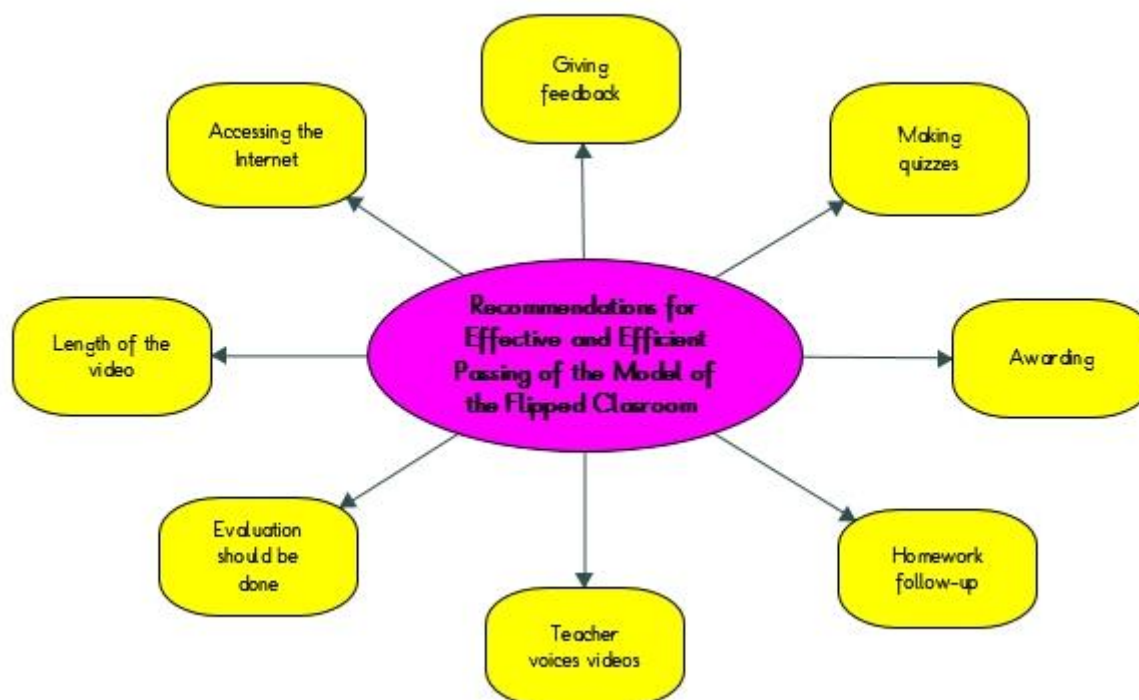 Giving
feedback
Accessing the
Internet
Making
quizzes
Recommendations for
Effective and Efficient
Passing of the Model of
the Flipped Clasroom
Length of the
video
Awarding
Evaluation
should be
done
Homework
follow-up
Teacher
voices videos